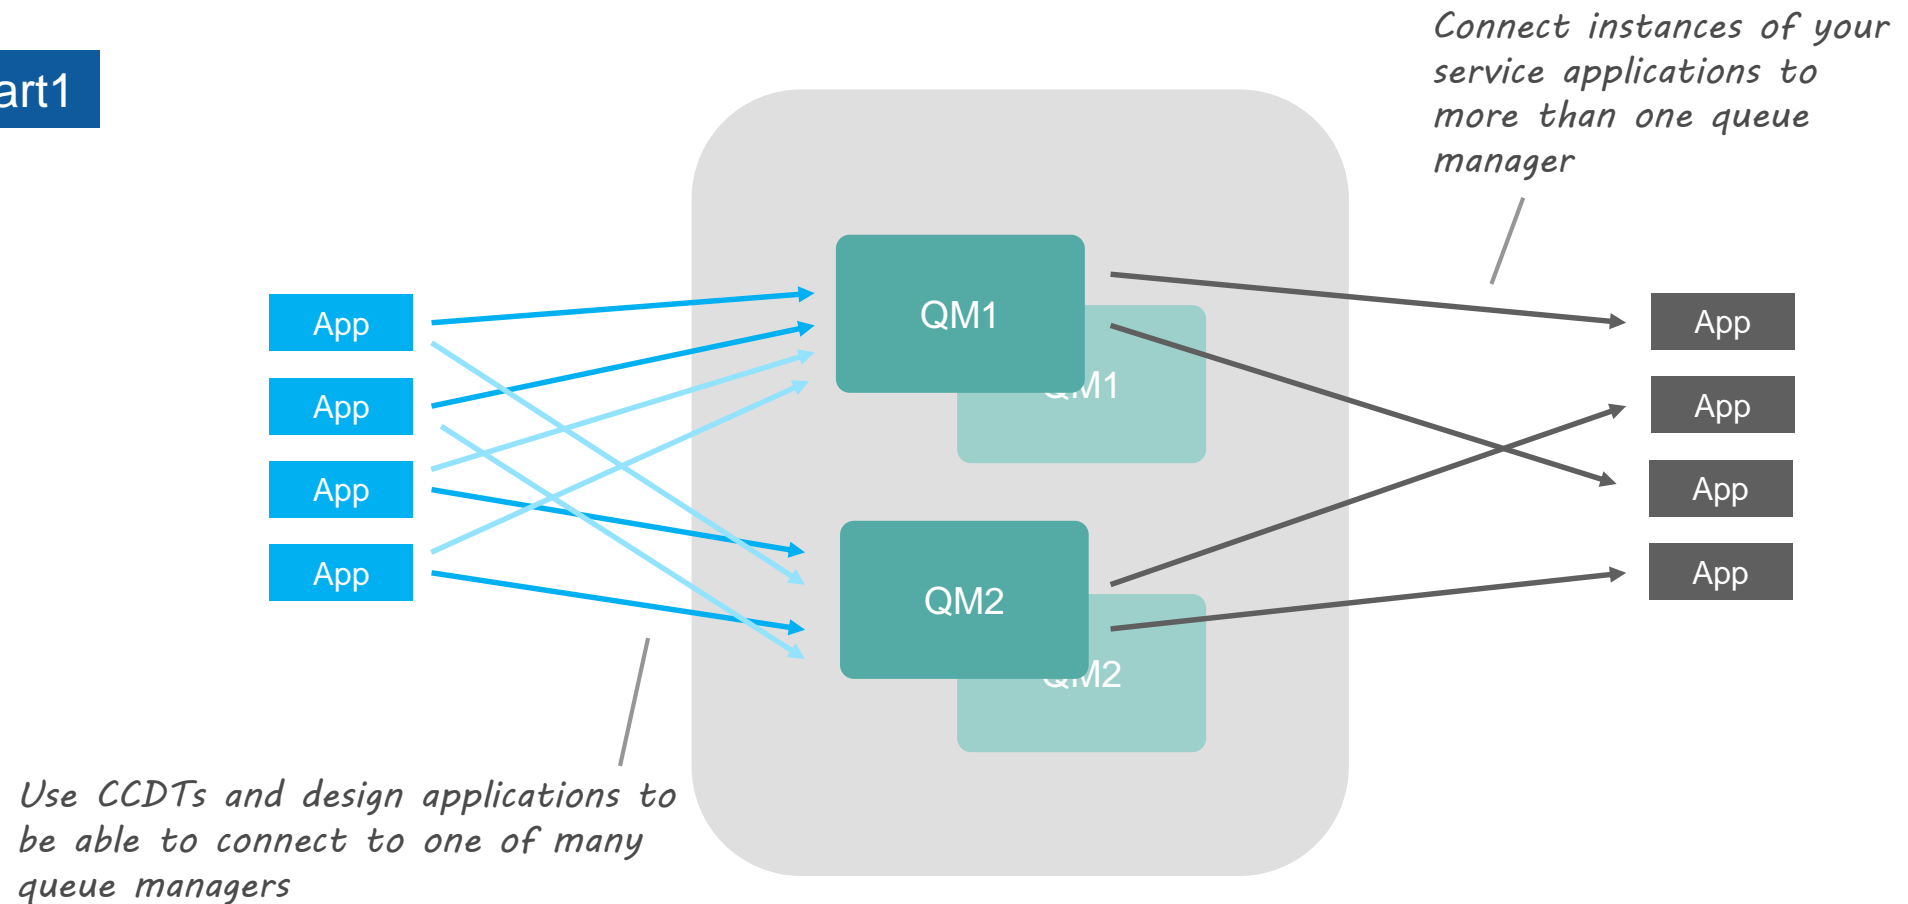 art1
Connect instances of your
service applications to
more than one queue
manager
App
App
App
App
QM1
QM1
QM2
QM2
App
App
App
App
Use CCDTs and design applications to
be able to connect to one of many
queue managers